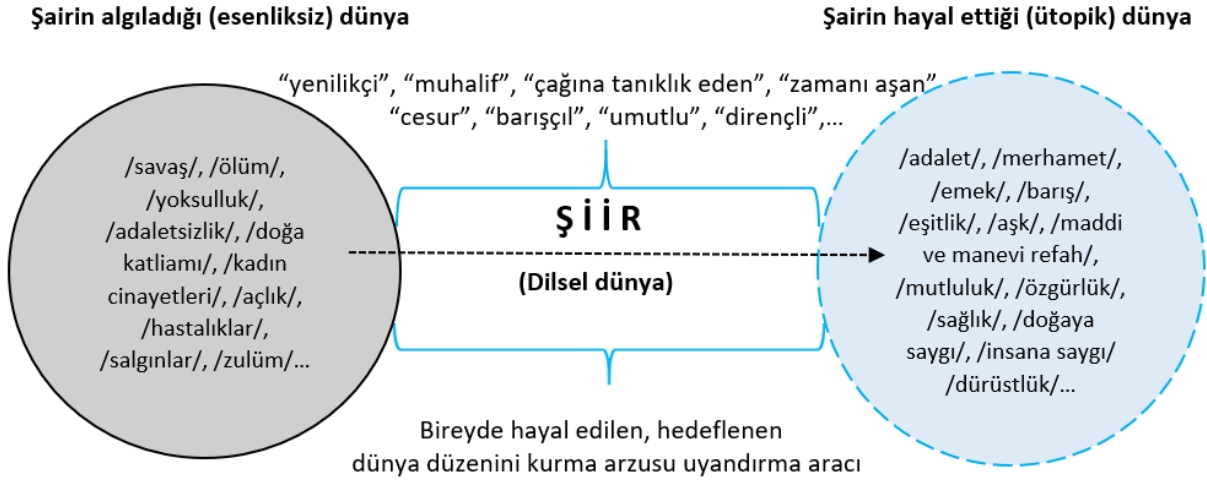 Şairin algıladığı (esenliksiz) dünya
Şairin hayal ettiği (ütopik) dünya
“yenilikçi”, “muhalif”, “çağına tanıklık eden”, “zamanı aşan”
“cesur”, “barışçıl”, “umutlu”, “dirençli”,...
/savaş/, /ölüm/,
/yoksulluk/,
/adaletsizlik/, /doğa
katliamı/, /kadın
cinayetleri/, /açlık/,
/hastalıklar/,
/salgınlar/, /zulüm/...
ŞİİR
(Dilsel dünya)
/adalet/, /merhamet/,
/emek/, /barış/,
/eşitlik/, /aşk/, /maddi
ve manevi refah/,
/mutluluk/, /özgürlük/,
/sağlık/, /doğaya
saygı/, /insana saygı/
/dürüstlük/...
Bireyde hayal edilen, hedeflenen
dünya düzenini kurma arzusu uyandırma aracı